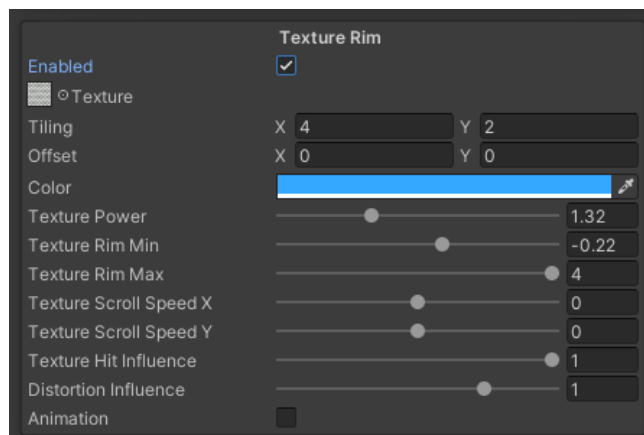 Texture Rim
Enabled
Texture
Tiling X 4 Y 2
Offset X 0 Y 0
Color
Texture Power 1.32
Texture Rim Min -0.22
Texture Rim Max 4
Texture Scroll Speed X 0
Texture Scroll Speed Y 0
Texture Hit Influence 1
Distortion Influence 1
Animation